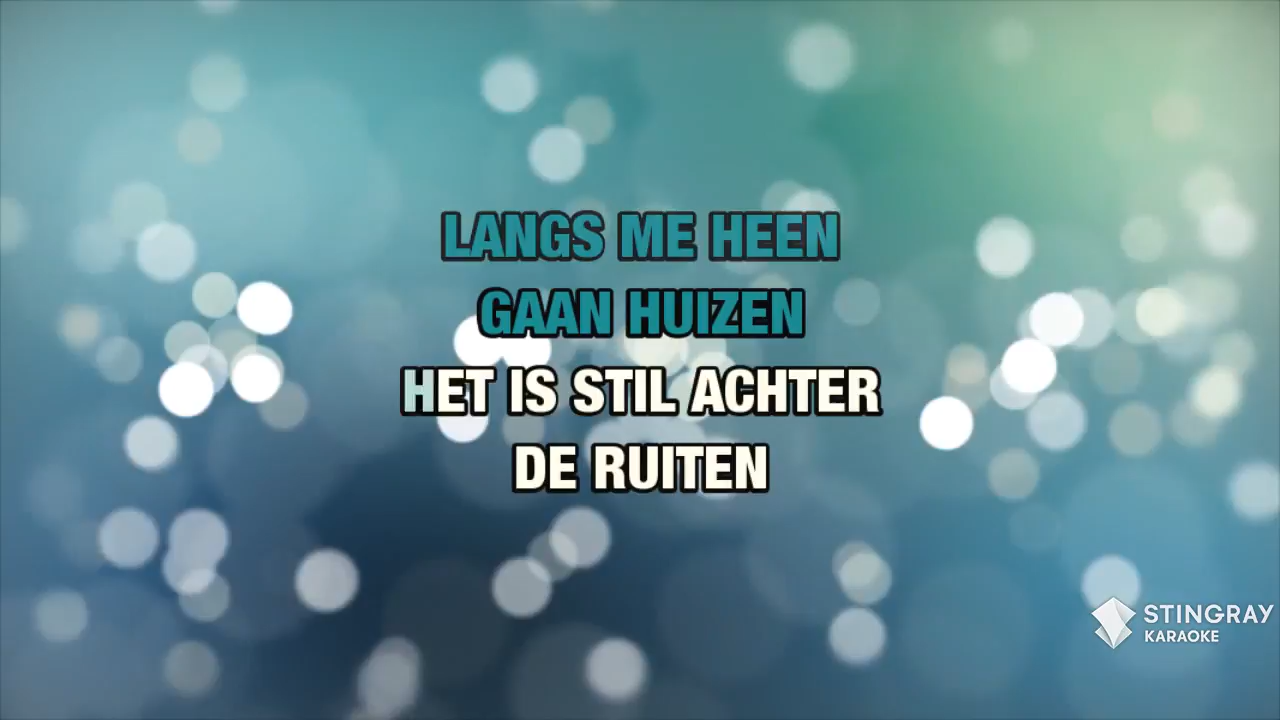 LANGS ME HEEN
GAAN HUIZEN
HET IS STIL ACHTER
DE RUITEN
STINGRAY
KARAOKE